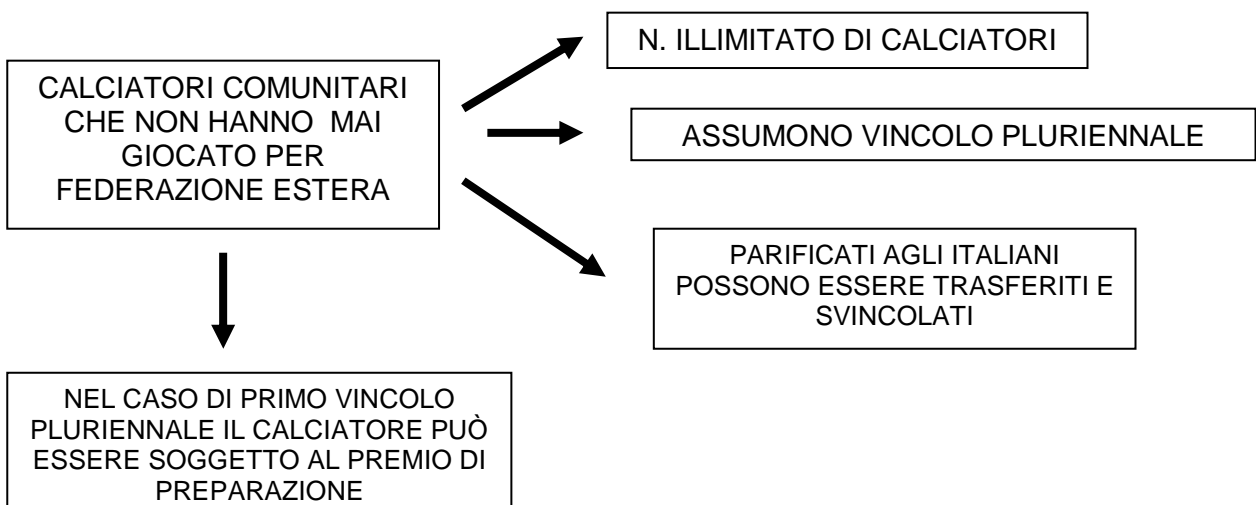 N. ILLIMITATO DI CALCIATORI
CALCIATORI COMUNITARI
CHE NON HANNO MAI
GIOCATO PER
FEDERAZIONE ESTERA
ASSUMONO VINCOLO PLURIENNALE
PARIFICATI AGLI ITALIANI
POSSONO ESSERE TRASFERITI E
SVINCOLATI
NEL CASO DI PRIMO VINCOLO
PLURIENNALE IL CALCIATORE PUÒ
ESSERE SOGGETTO AL PREMIO DI
PREPARAZIONE